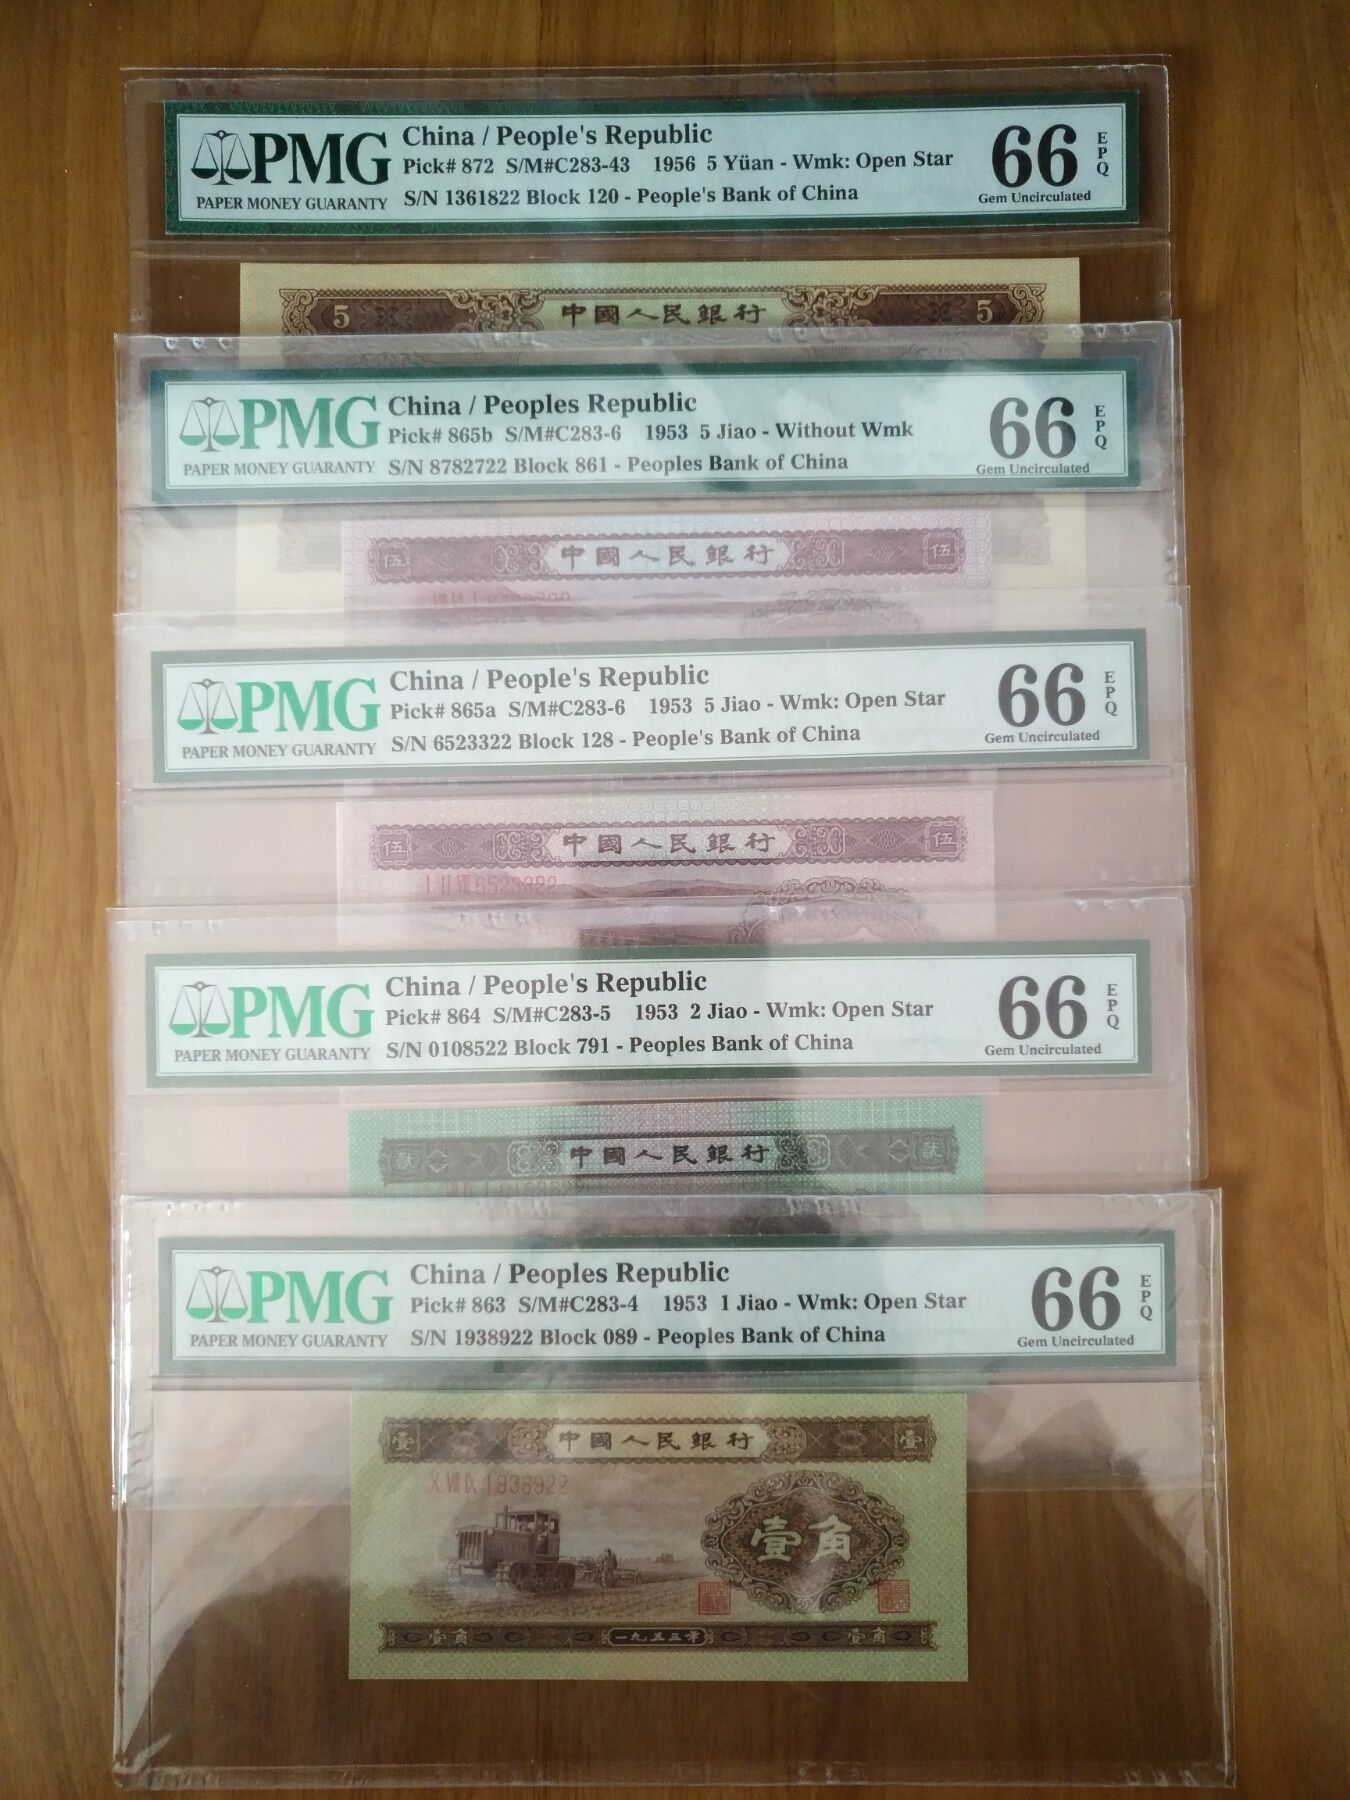 PMG
PAPER MONEY GUARANTY
China / People's Republic
Pick# 872 S/M#C283-43 1956 5 Yüan - Wmk: Open Star
S/N 1361822 Block 120 - People's Bank of China
66
EPQ
Gem Uncirculated
5 中國人民銀行 5
PMG
PAPER MONEY GUARANTY
China / Peoples Republic
Pick# 865b S/M#C283-6 1953 5 Jiao - Without Wmk
S/N 8782722 Block 861 - Peoples Bank of China
66
EPQ
Gem Uncirculated
伍 中國人民銀行 伍
PMG
PAPER MONEY GUARANTY
China / People's Republic
Pick# 865a S/M#C283-6 1953 5 Jiao - Wmk: Open Star
S/N 6523322 Block 128 - People's Bank of China
66
EPQ
Gem Uncirculated
伍 中國人民銀行 伍
I II VIII 6523322
PMG
PAPER MONEY GUARANTY
China / People's Republic
Pick# 864 S/M#C283-5 1953 2 Jiao - Wmk: Open Star
S/N 0108522 Block 791 - Peoples Bank of China
66
EPQ
Gem Uncirculated
貳 中國人民銀行 貳
PMG
PAPER MONEY GUARANTY
China / Peoples Republic
Pick# 863 S/M#C283-4 1953 1 Jiao - Wmk: Open Star
S/N 1938922 Block 089 - Peoples Bank of China
66
EPQ
Gem Uncirculated
壹 中國人民銀行 壹
X VIII IX 1938922
壹角
壹角 一九五三年 壹角